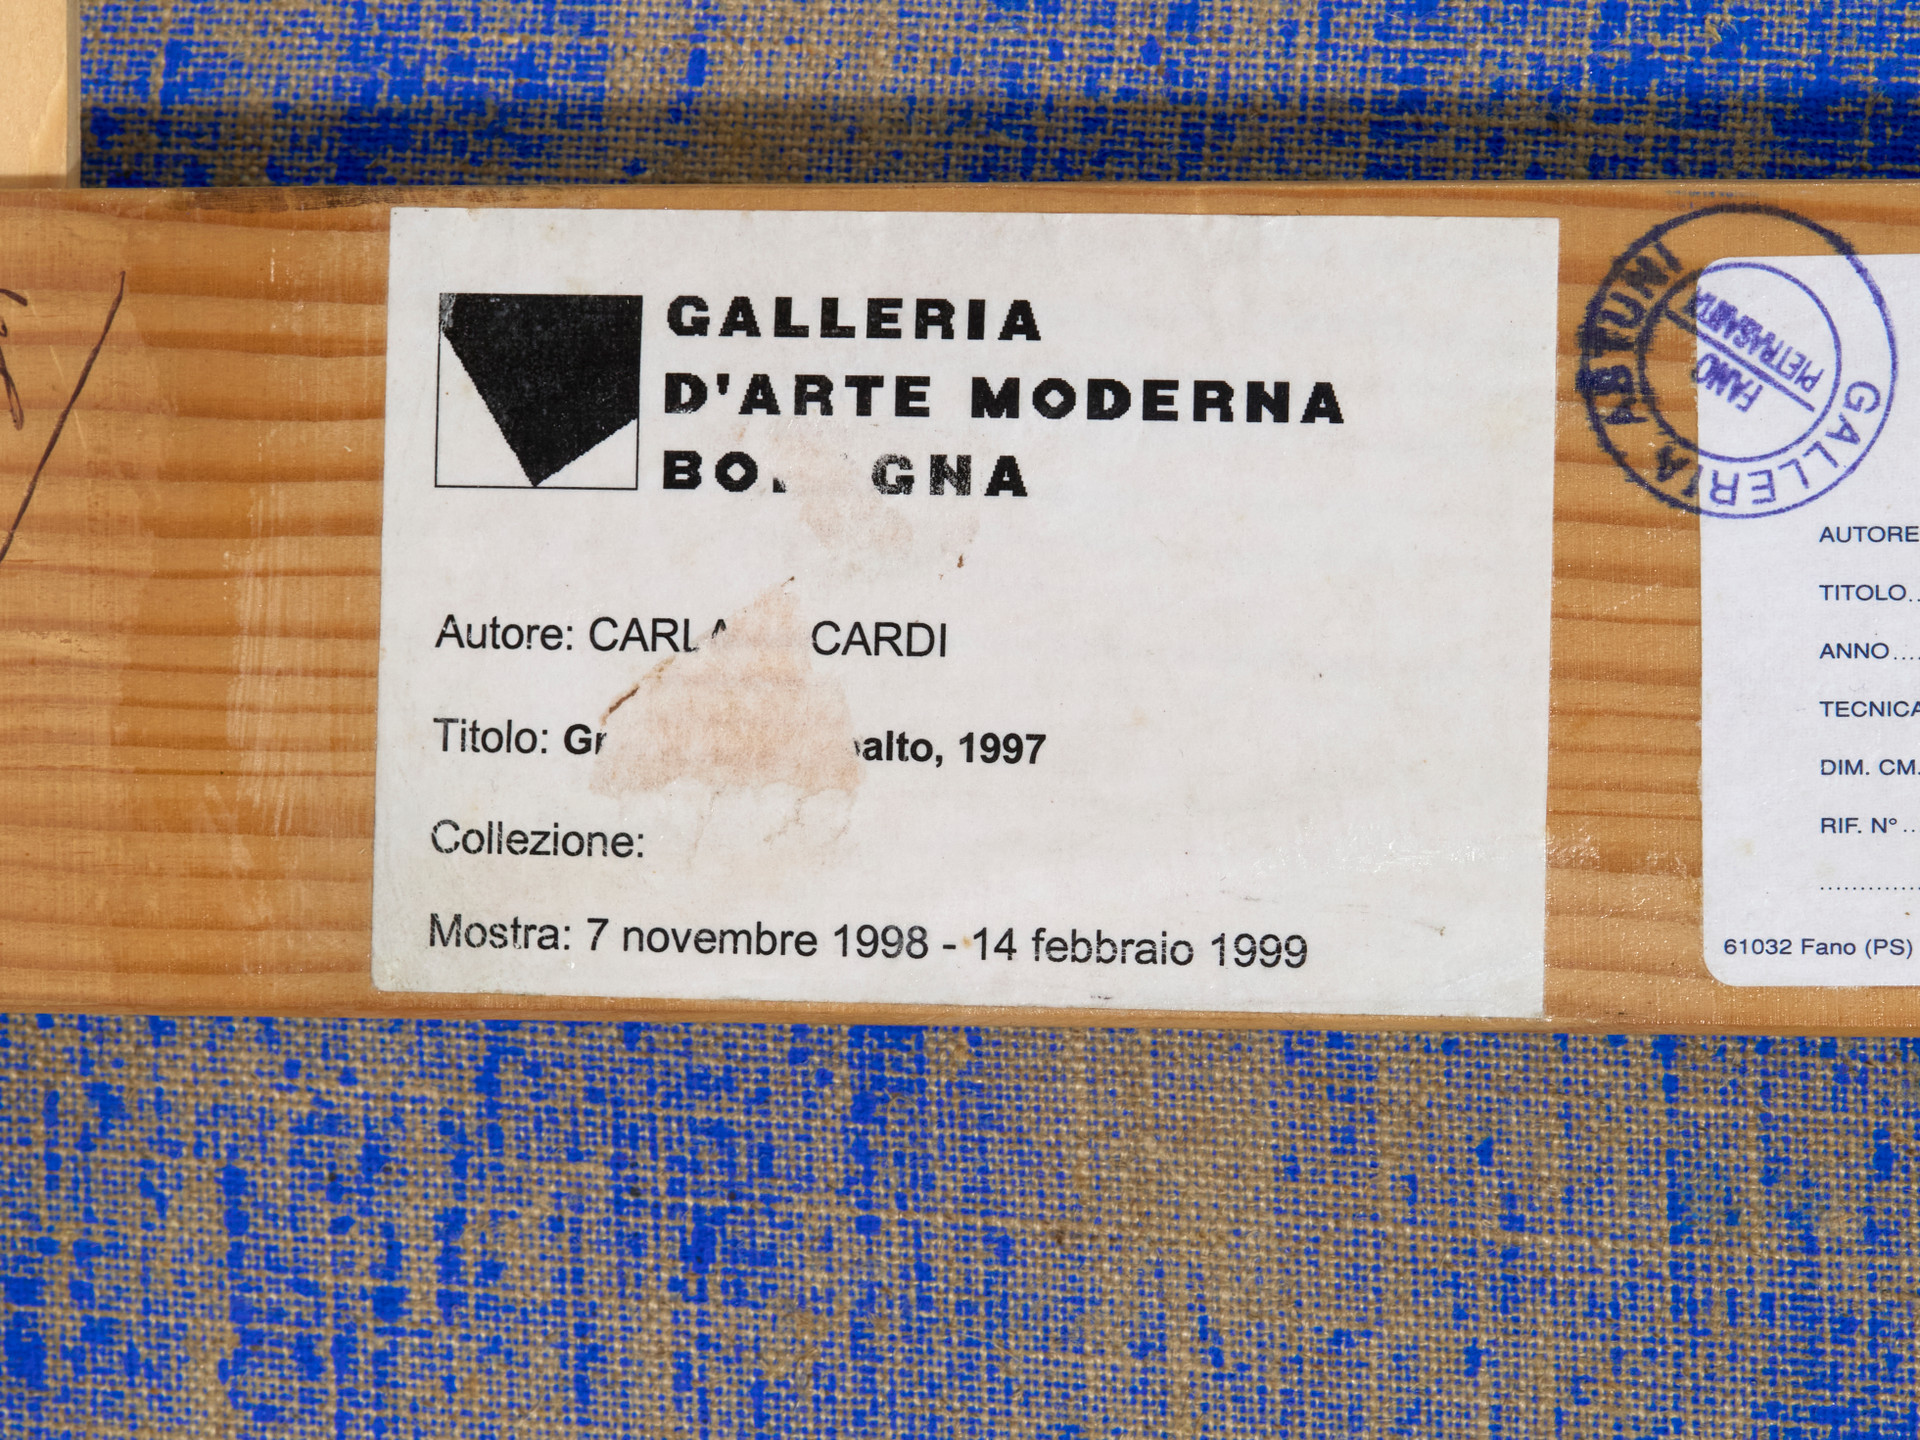 GALLERIA
D'ARTE MODERNA
BO GNA
Autore: CARLA CARDI
Titolo: Gr alto, 1997
Collezione:
Mostra: 7 novembre 1998 - 14 febbraio 1999
GALLERIA ASTUNI
FANO
PIETRASANTA
AUTORE
TITOLO..
ANNO....
TECNICA
DIM. CM.
RIF. N°..
61032 Fano (PS)